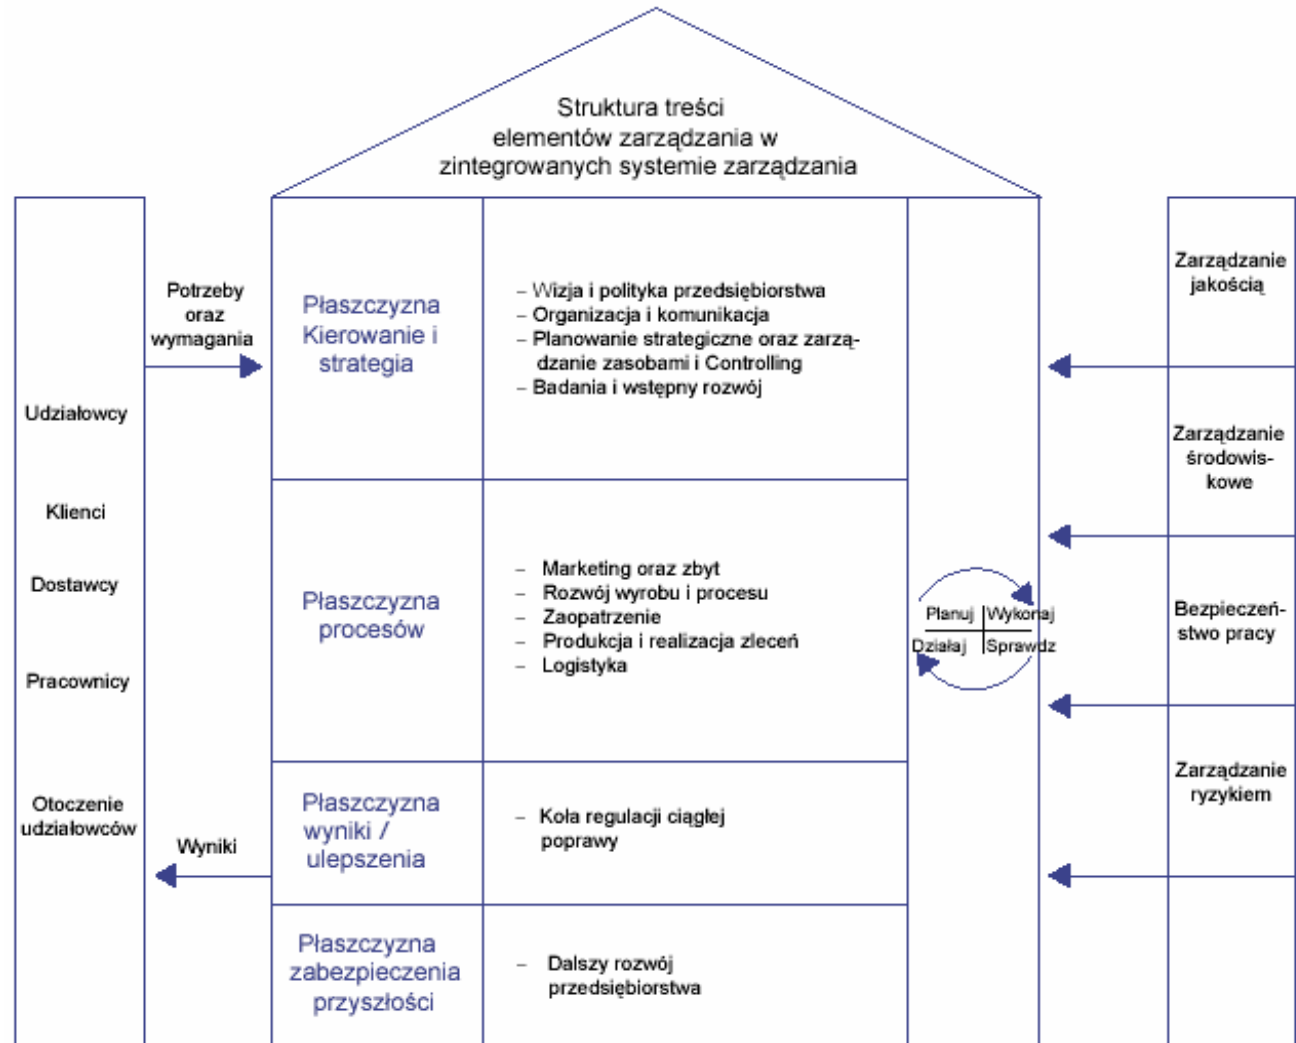 Struktura treści
elementów zarządzania w
zintegrowanych systemie zarządzania
Udziałowcy
Klienci
Dostawcy
Pracownicy
Otoczenie
udziałowców
Potrzeby
oraz
wymagania
Wyniki
Płaszczyzna
Kierowanie i
strategia
– Wizja i polityka przedsiębiorstwa
– Organizacja i komunikacja
– Planowanie strategiczne oraz zarzą-
dzanie zasobami i Controlling
– Badania i wstępny rozwój
Płaszczyzna
procesów
– Marketing oraz zbyt
– Rozwój wyrobu i procesu
– Zaopatrzenie
– Produkcja i realizacja zleceń
– Logistyka
Płaszczyzna
wyniki /
ulepszenia
– Koła regulacji ciągłej
poprawy
Płaszczyzna
zabezpieczenia
przyszłości
– Dalszy rozwój
przedsiębiorstwa
Planuj Wykonaj
Działaj Sprawdz
Zarządzanie
jakością
Zarządzanie
środowis-
kowe
Bezpieczeń-
stwo pracy
Zarządzanie
ryzykiem